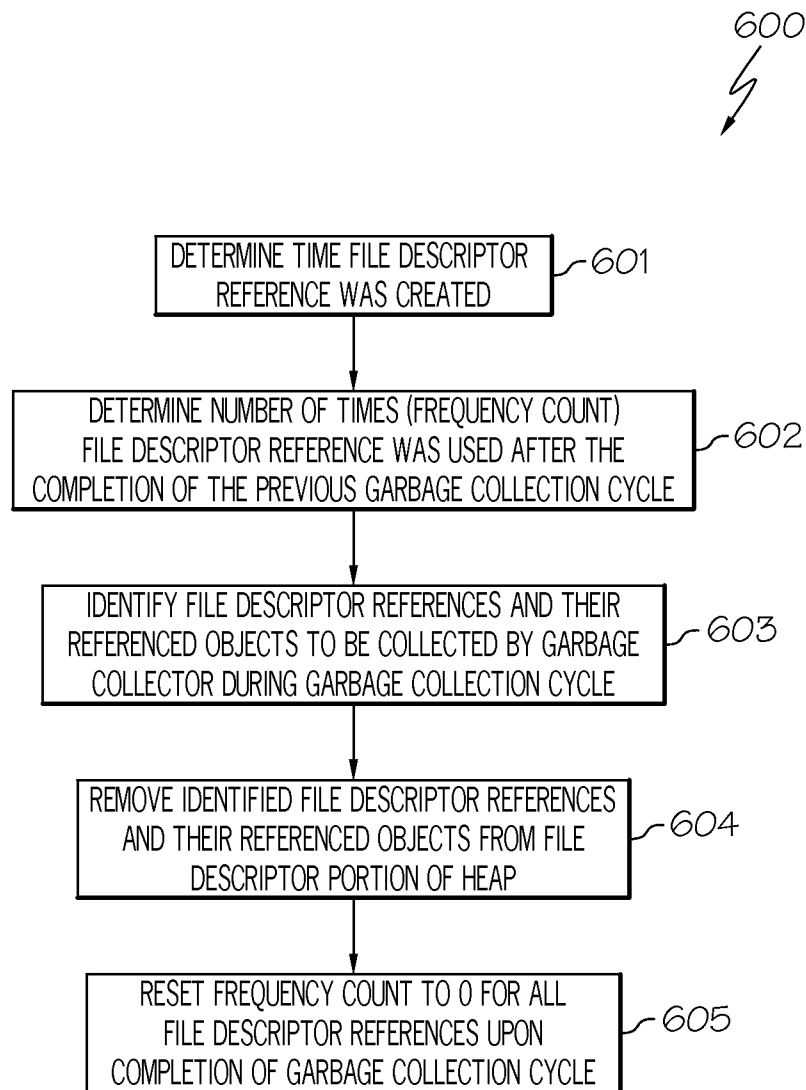 600
DETERMINE TIME FILE DESCRIPTOR
REFERENCE WAS CREATED
601
DETERMINE NUMBER OF TIMES (FREQUENCY COUNT)
FILE DESCRIPTOR REFERENCE WAS USED AFTER THE
COMPLETION OF THE PREVIOUS GARBAGE COLLECTION CYCLE
602
IDENTIFY FILE DESCRIPTOR REFERENCES AND THEIR
REFERENCED OBJECTS TO BE COLLECTED BY GARBAGE
COLLECTOR DURING GARBAGE COLLECTION CYCLE
603
REMOVE IDENTIFIED FILE DESCRIPTOR REFERENCES
AND THEIR REFERENCED OBJECTS FROM FILE
DESCRIPTOR PORTION OF HEAP
604
RESET FREQUENCY COUNT TO 0 FOR ALL
FILE DESCRIPTOR REFERENCES UPON
COMPLETION OF GARBAGE COLLECTION CYCLE
605